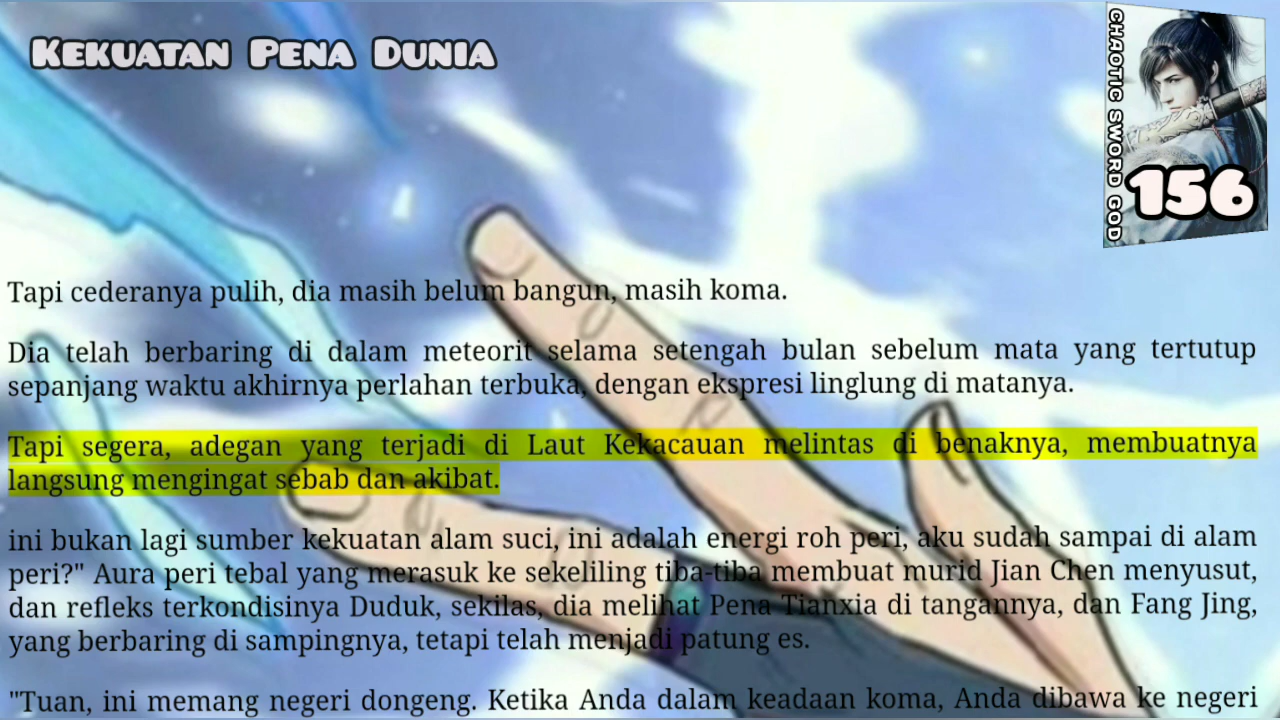 KEKUATAN PENA DUNIA
CHAOTIC SWORD GOD
156
Tapi cederanya pulih, dia masih belum bangun, masih koma.
Dia telah berbaring di dalam meteorit selama setengah bulan sebelum mata yang tertutup
sepanjang waktu akhirnya perlahan terbuka, dengan ekspresi linglung di matanya.
Tapi segera, adegan yang terjadi di Laut Kekacauan melintas di benaknya, membuatnya
langsung mengingat sebab dan akibat.
ini bukan lagi sumber kekuatan alam suci, ini adalah energi roh peri, aku sudah sampai di alam
peri?" Aura peri tebal yang merasuk ke sekeliling tiba-tiba membuat murid Jian Chen menyusut,
dan refleks terkondisinya Duduk, sekilas, dia melihat Pena Tianxia di tangannya, dan Fang Jing,
yang berbaring di sampingnya, tetapi telah menjadi patung es.
"Tuan, ini memang negeri dongeng. Ketika Anda dalam keadaan koma, Anda dibawa ke negeri